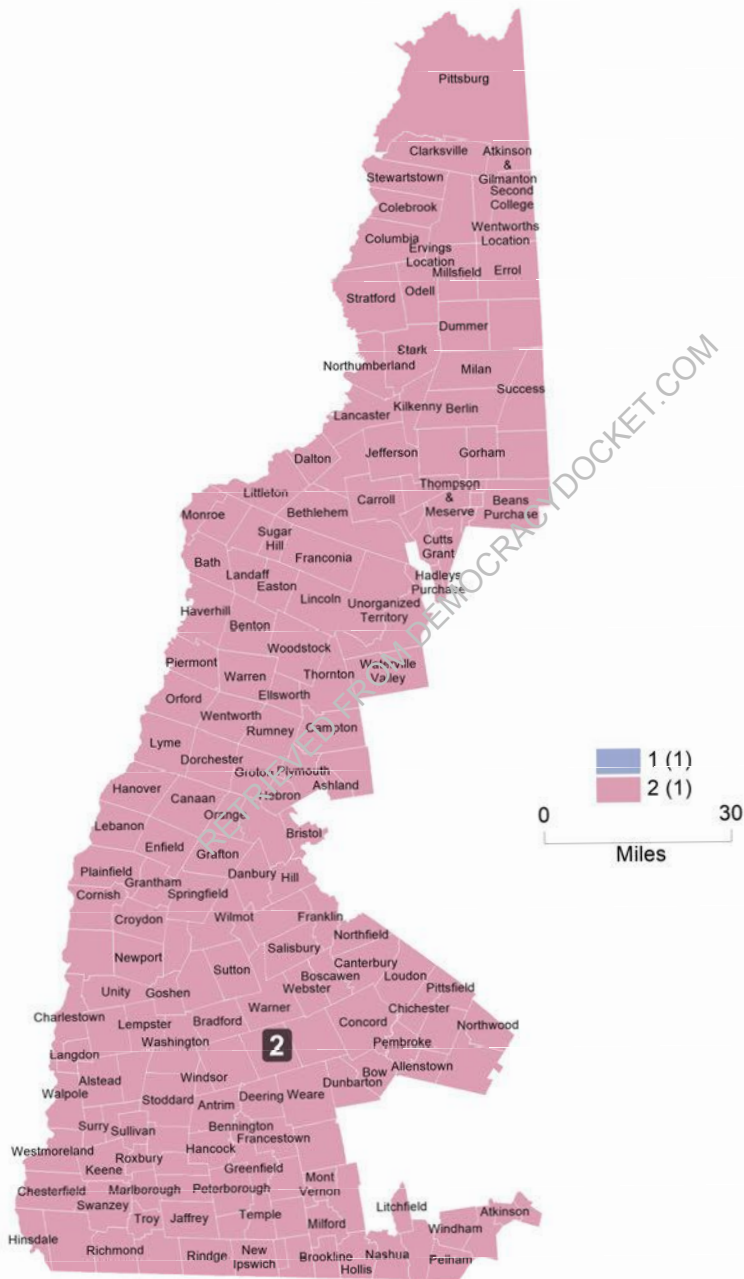 Pittsburg
Clarksville
Atkinson
&
Gilmanton
Second
College
Stewartstown
Colebrook
Wentworths
Location
Columbia
Ervings
Location
Millsfield
Errol
Odell
Stratford
Dummer
Stark
Northumberland
Milan
Success
Kilkenny
Berlin
Lancaster
Jefferson
Gorham
Dalton
Thompson
&
Meserve
Littleton
Carroll
Beans
Purchase
Monroe
Bethlehem
Sugar
Hill
Cutts
Grant
Franconia
Bath
Landaff
Easton
Hadleys
Purchase
Lincoln
Unorganized
Territory
Haverhill
Benton
Woodstock
Piermont
Waterville
Valley
Warren
Thornton
Orford
Ellsworth
Wentworth
Rumney
Campton
Lyme
Dorchester
Groton
Plymouth
Ashland
Hanover
Canaan
Hebron
Orange
Lebanon
Bristol
Enfield
Grafton
Plainfield
Danbury
Hill
Grantham
Cornish
Springfield
Croydon
Wilmot
Franklin
Northfield
Salisbury
Newport
Canterbury
Sutton
Boscawen
Loudon
Webster
Pittsfield
Unity
Goshen
Warner
Chichester
Charlestown
Lempster
Bradford
Concord
Northwood
Washington
Pembroke
2
Langdon
Bow
Allenstown
Alstead
Windsor
Dunbarton
Walpole
Stoddard
Antrim
Deering
Weare
Surry
Sullivan
Bennington
Francestown
Westmoreland
Roxbury
Hancock
Keene
Greenfield
Mont
Vernon
Chesterfield
Marlborough
Peterborough
Swanzey
Litchfield
Atkinson
Troy
Jaffrey
Temple
Milford
Windham
Hinsdale
Richmond
Rindge
New
Ipswich
Brookline
Hollis
Nashua
Pelham
1 (1)
2 (1)
0
30
Miles
RETRIEVED FROM DEMOCRACYDOCKET.COM